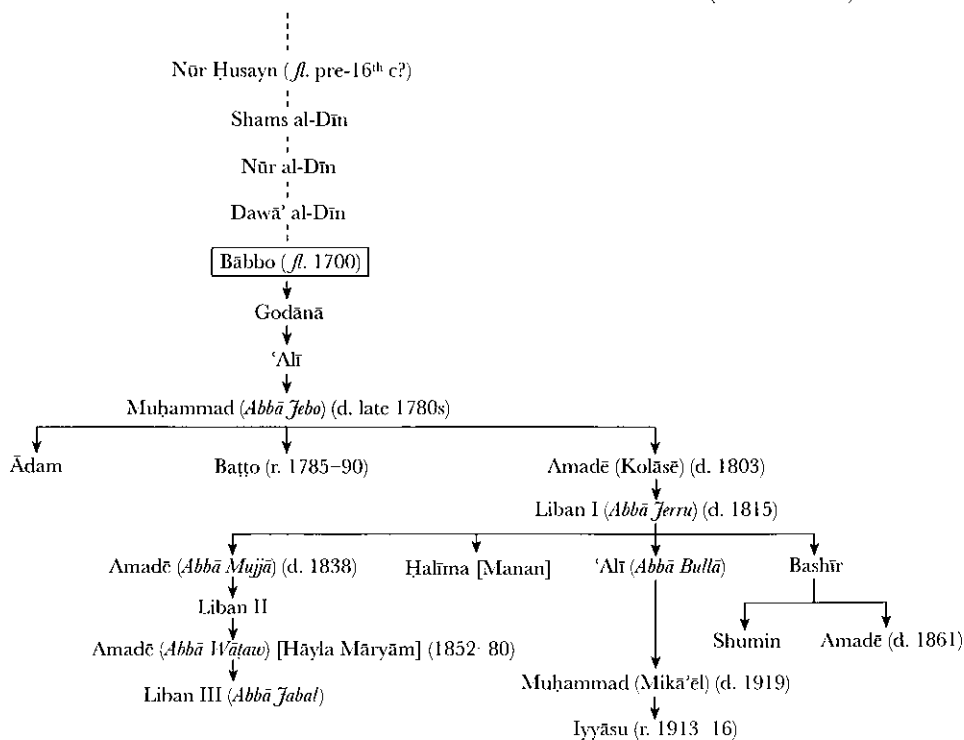 Nūr Ḥusayn (fl. pre-16th c?)
Shams al-Dīn
Nūr al-Dīn
Dawā’ al-Dīn
Bābbo (fl. 1700)
Godānā
‘Alī
Muḥammad (Abbā Jebo) (d. late 1780s)
Ādam Baṭṭo (r. 1785–90) Amadē (Kolāsē) (d. 1803)
Liban I (Abbā Jerru) (d. 1815)
Amadē (Abbā Mujjā) (d. 1838) Ḥalīma [Manan] ‘Alī (Abbā Bullā) Bashīr
Liban II
Shumin Amadē (d. 1861)
Amadē (Abbā Wāṭaw) [Hāyla Māryām] (1852–80)
Liban III (Abbā Jabal) Muḥammad (Mikā’ēl) (d. 1919)
Iyyāsu (r. 1913–16)